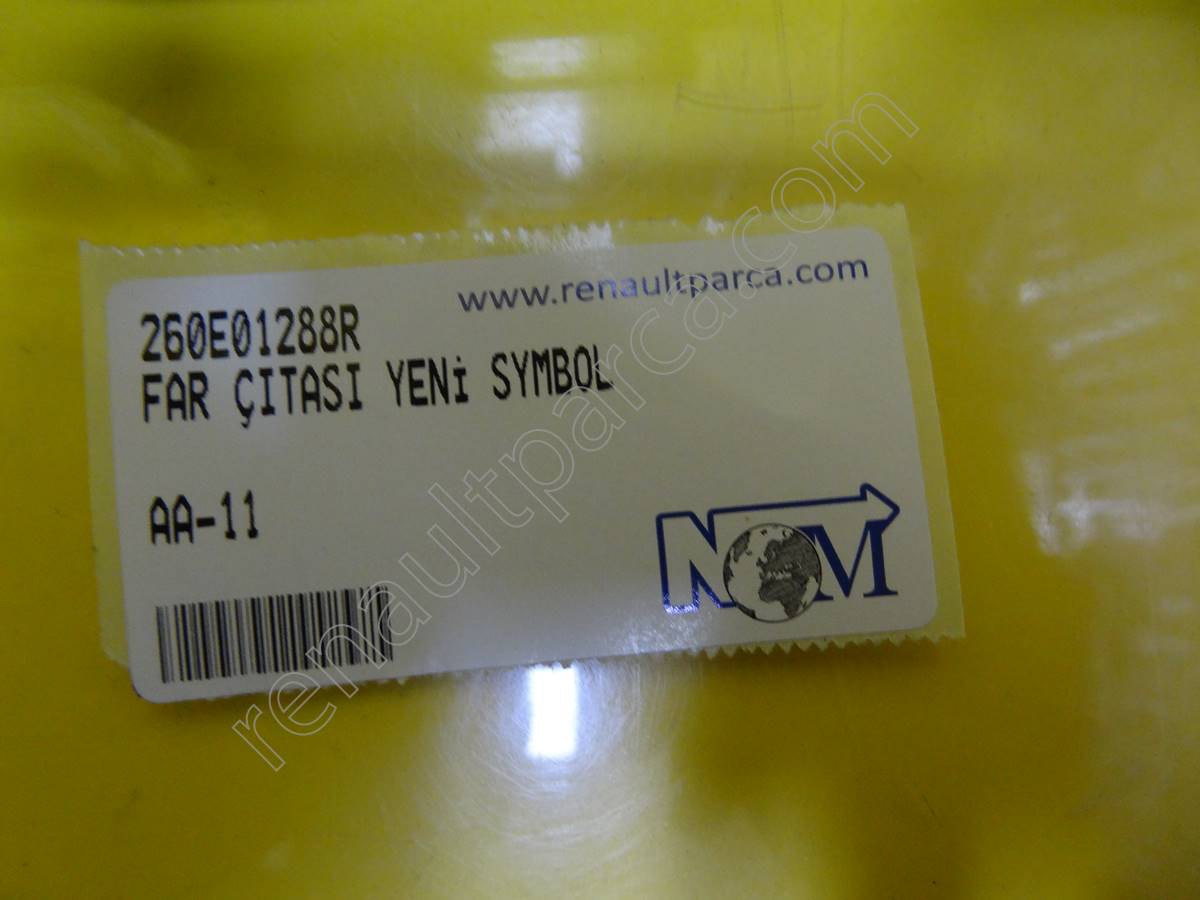 www.renaultparca.com
260E01288R
FAR ÇITASI YENİ SYMBOL
AA-11
NOM
renaultparca.com